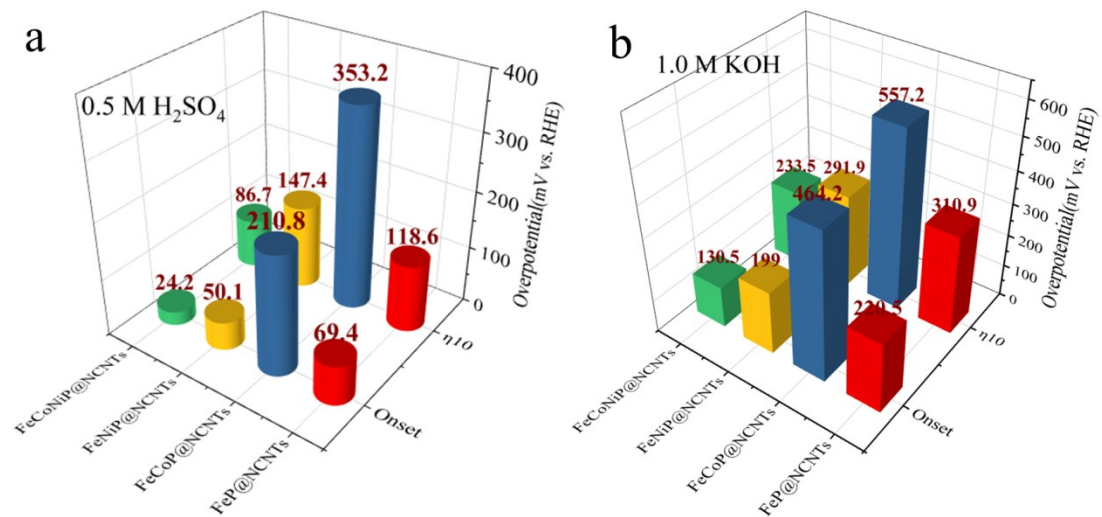 a
0.5 M H₂SO₄
353.2
147.4
86.7
210.8
118.6
24.2
50.1
69.4
400
300
200
100
0
Overpotential(mV vs. RHE)
η10
Onset
FeCoNiP@NCNTs
FeNiP@NCNTs
FeCoP@NCNTs
FeP@NCNTs
b
1.0 M KOH
557.2
233.5
291.9
464.2
310.9
130.5
199
220.5
600
500
400
300
200
100
0
Overpotential(mV vs. RHE)
η10
Onset
FeCoNiP@NCNTs
FeNiP@NCNTs
FeCoP@NCNTs
FeP@NCNTs